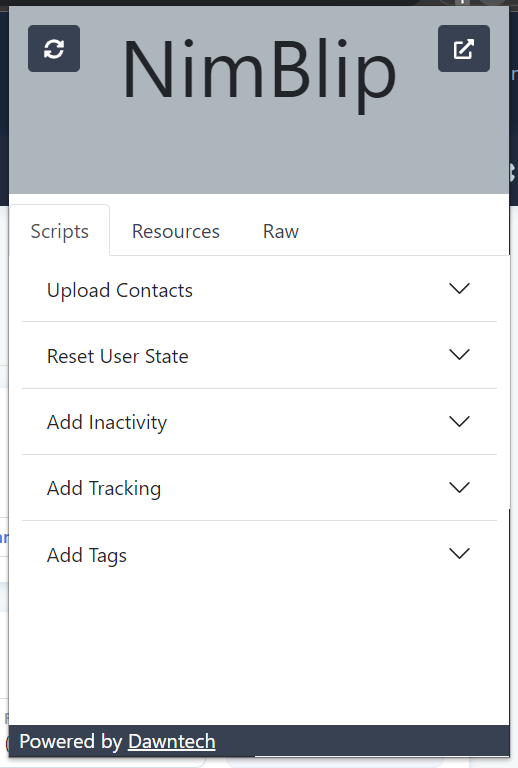 NimBlip
Scripts Resources Raw
Upload Contacts
Reset User State
Add Inactivity
Add Tracking
Add Tags
Powered by Dawntech